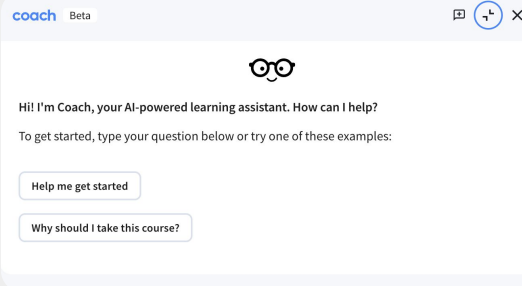 coach Beta
Hi! I'm Coach, your AI-powered learning assistant. How can I help?
To get started, type your question below or try one of these examples:
Help me get started
Why should I take this course?